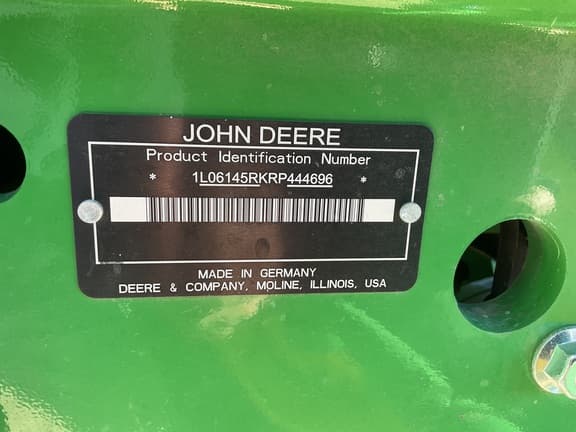 JOHN DEERE
Product Identification Number
* 1L06145RKRP444696 *
MADE IN GERMANY
DEERE & COMPANY, MOLINE, ILLINOIS, USA